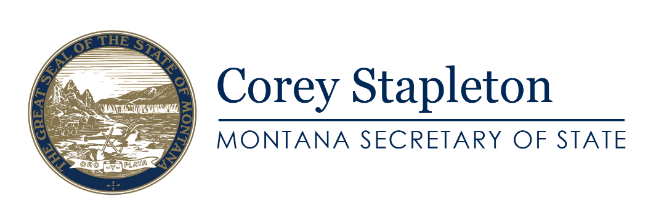 THE GREAT SEAL OF THE STATE OF MONTANA
ORO Y PLATA
Corey Stapleton
MONTANA SECRETARY OF STATE